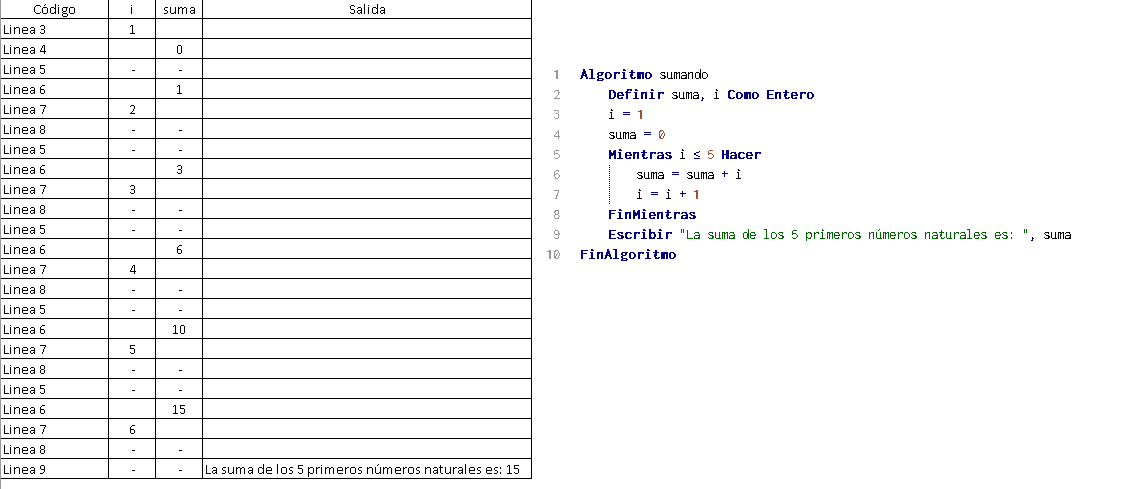 Código i suma Salida
Linea 3 1
Linea 4 0
Linea 5 - -
Linea 6 1
Linea 7 2
Linea 8 - -
Linea 5 - -
Linea 6 3
Linea 7 3
Linea 8 - -
Linea 5 - -
Linea 6 6
Linea 7 4
Linea 8 - -
Linea 5 - -
Linea 6 10
Linea 7 5
Linea 8 - -
Linea 5 - -
Linea 6 15
Linea 7 6
Linea 8 - -
Linea 9 - - La suma de los 5 primeros números naturales es: 15
1 Algoritmo sumando
2 Definir suma, i Como Entero
3 i = 1
4 suma = 0
5 Mientras i ≤ 5 Hacer
6 suma = suma + i
7 i = i + 1
8 FinMientras
9 Escribir "La suma de los 5 primeros números naturales es: ", suma
10 FinAlgoritmo